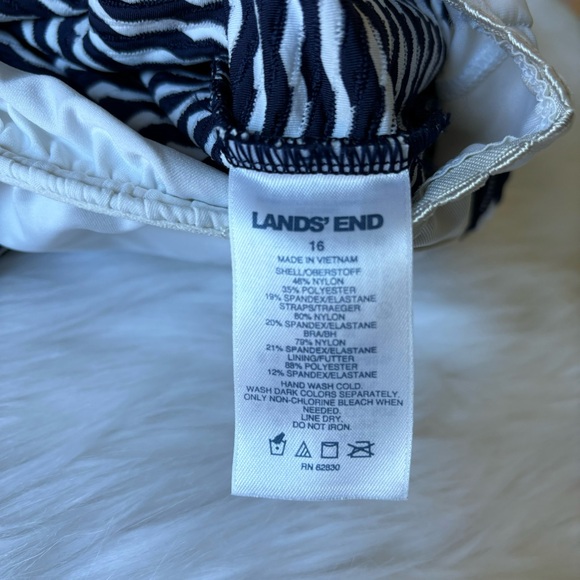 LANDS' END
16
MADE IN VIETNAM
SHELL/OBERSTOFF
46% NYLON
35% POLYESTER
19% SPANDEX/ELASTANE
STRAPS/TRAEGER
80% NYLON
20% SPANDEX/ELASTANE
BRA/BH
79% NYLON
21% SPANDEX/ELASTANE
LINING/FUTTER
88% POLYESTER
12% SPANDEX/ELASTANE
HAND WASH COLD.
WASH DARK COLORS SEPARATELY.
ONLY NON-CHLORINE BLEACH WHEN
NEEDED.
LINE DRY.
DO NOT IRON.
RN 62830